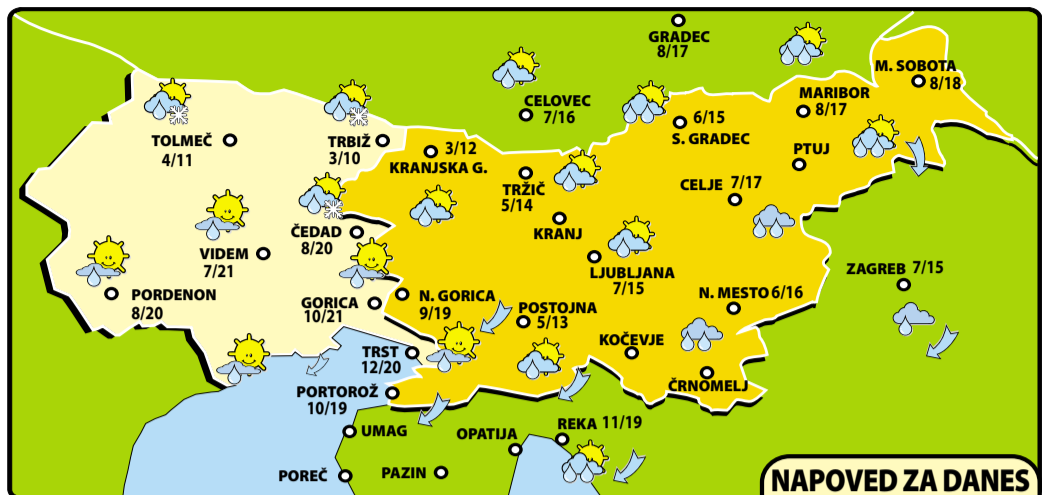 GRADEC
8/17
M. SOBOTA
8/18
CELOVEC
7/16
MARIBOR
8/17
6/15
S. GRADEC
TOLMEČ
4/11
TRBIŽ
3/10
3/12
KRANJSKA G.
PTUJ
TRŽIČ
5/14
CELJE 7/17
KRANJ
ČEDAD
8/20
VIDEM
7/21
LJUBLJANA
7/15
ZAGREB 7/15
PORDENON
8/20
GORICA
10/21
N. GORICA
9/19
POSTOJNA
5/13
N. MESTO 6/16
KOČEVJE
TRST
12/20
ČRNOMELJ
PORTOROŽ
10/19
UMAG
OPATIJA
REKA 11/19
POREČ
PAZIN
NAPOVED ZA DANES